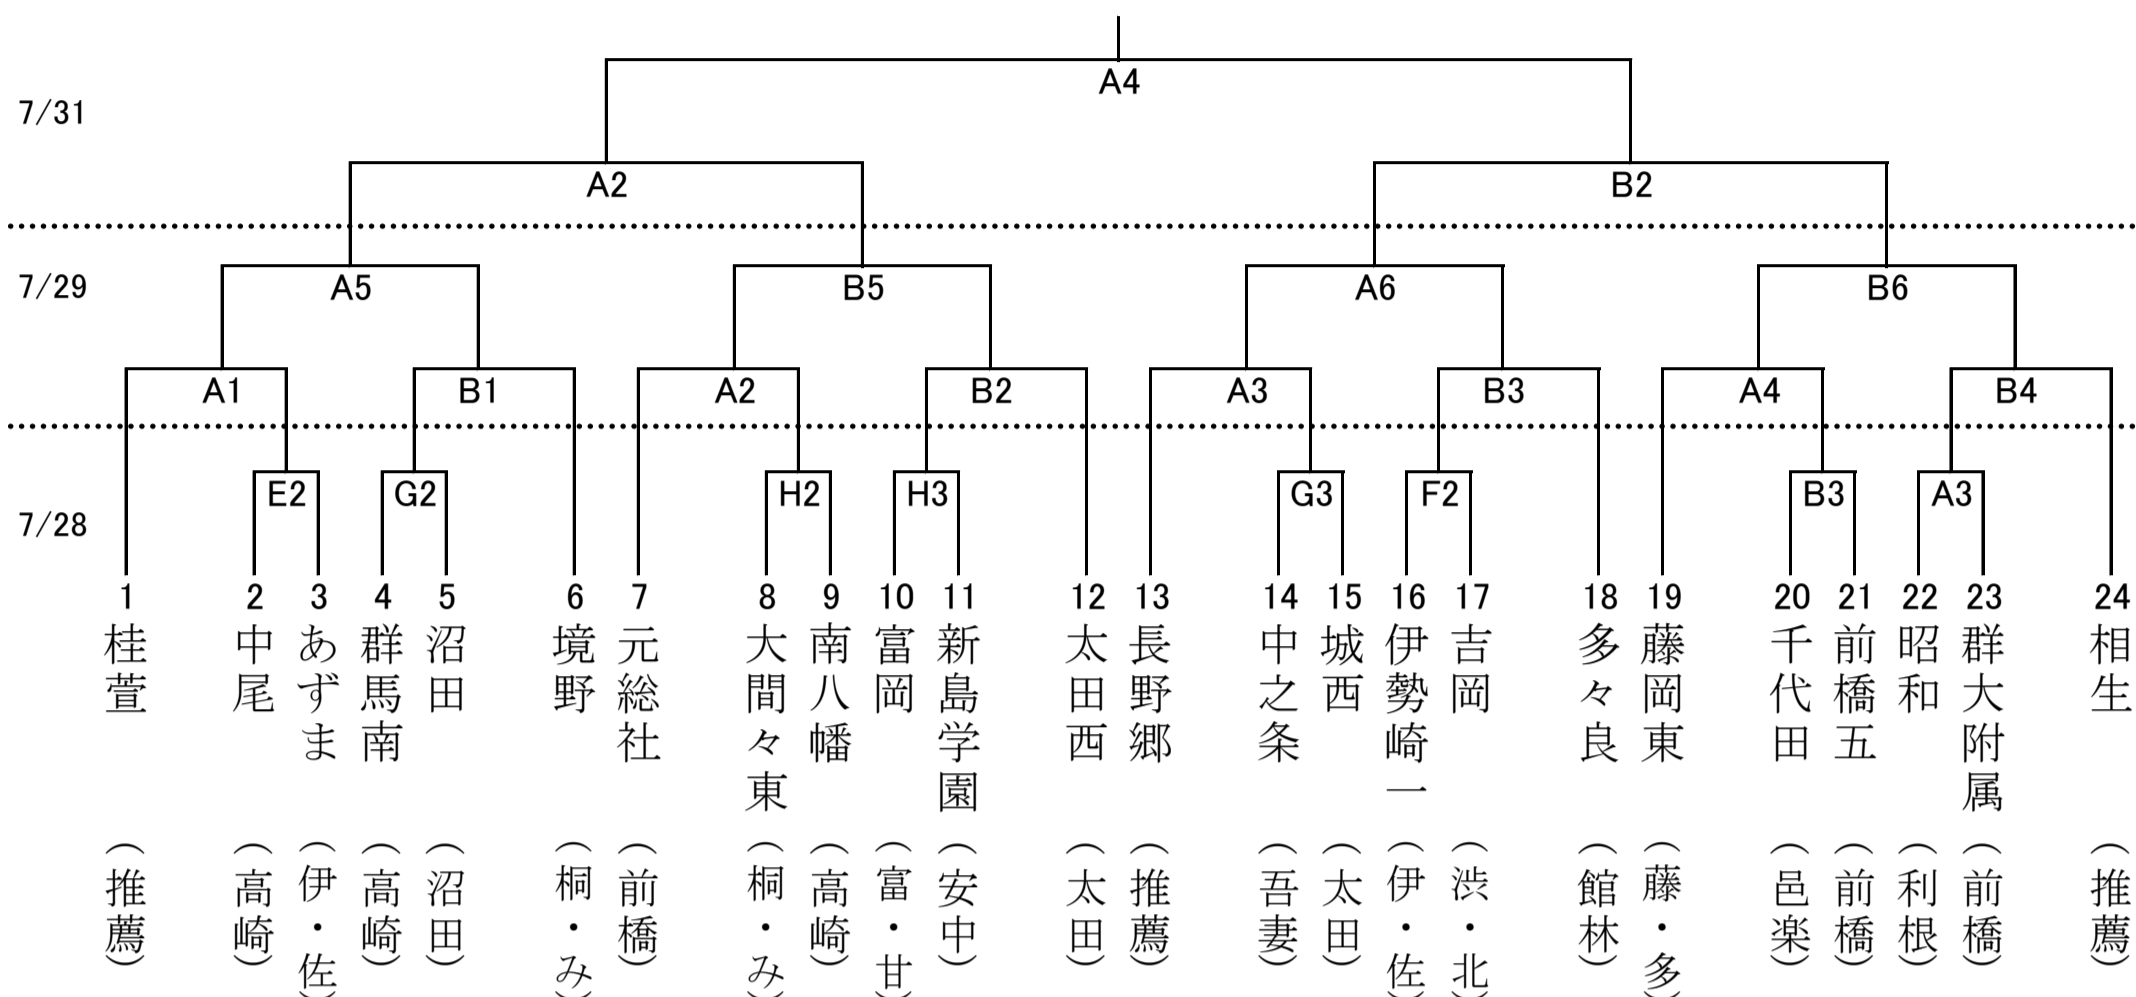 A4
7/31
A2
B2
7/29
A5
B5
A6
B6
A1
B1
A2
B2
A3
B3
A4
B4
E2
G2
H2
H3
G3
F2
B3
A3
7/28
1
桂萱
(推薦)
2
中尾
(高崎)
3
あずま
(伊・佐)
4
群馬南
(高崎)
5
沼田
(沼田)
6
境野
(桐・み)
7
元総社
(前橋)
8
大間々東
(桐・み)
9
南八幡
(高崎)
10
富岡
(富・甘)
11
新島学園
(安中)
12
太田西
(太田)
13
長野郷
(推薦)
14
中之条
(吾妻)
15
城西
(太田)
16
伊勢崎一
(伊・佐)
17
吉岡
(渋・北)
18
多々良
(館林)
19
藤岡東
(藤・多)
20
千代田
(邑楽)
21
前橋五
(前橋)
22
昭和
(利根)
23
群大附属
(前橋)
24
相生
(推薦)